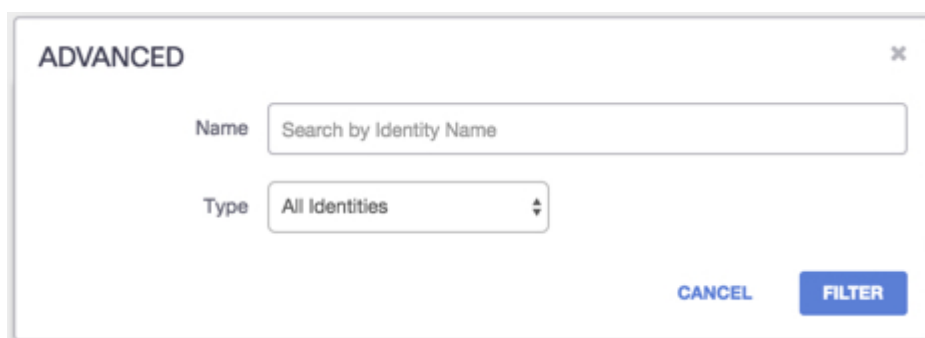 ADVANCED
Name Search by Identity Name
Type All Identities
CANCEL FILTER